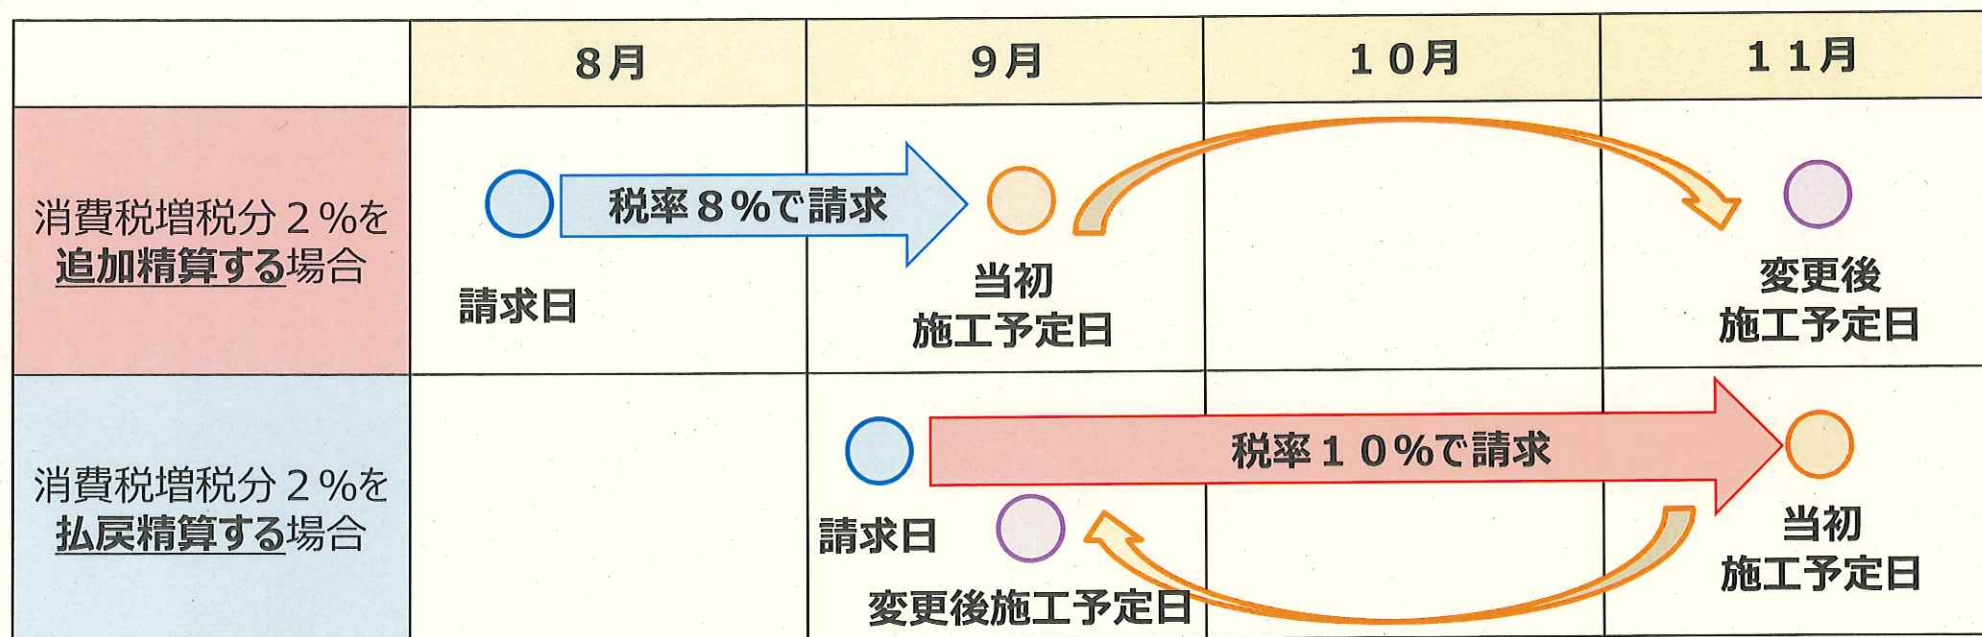 8月
9月
10月
11月
消費税増税分2%を
追加精算する場合
税率8%で請求
請求日
当初
施工予定日
変更後
施工予定日
消費税増税分2%を
払戻精算する場合
税率10%で請求
請求日
変更後施工予定日
当初
施工予定日